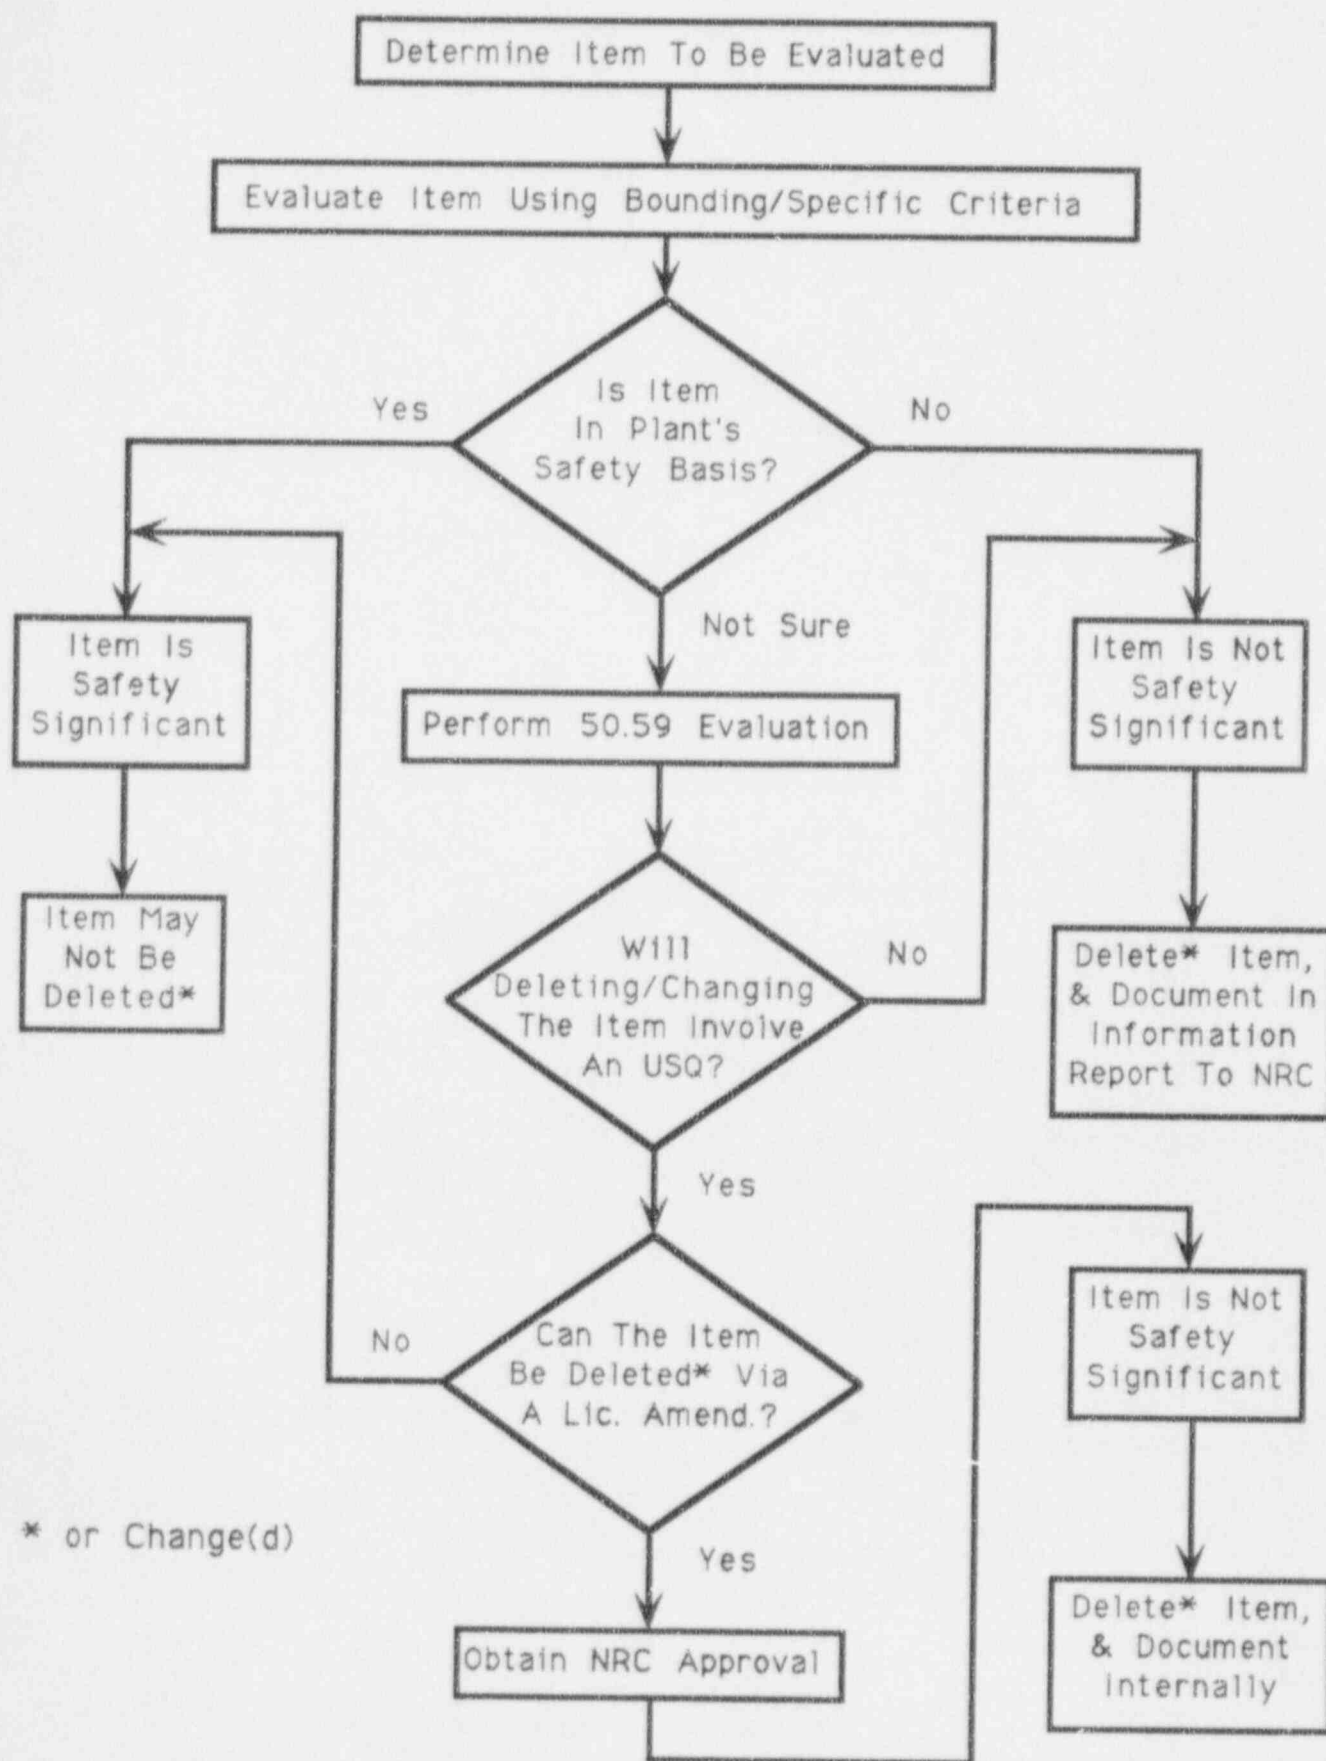 Determine Item To Be Evaluated
Evaluate Item Using Bounding/Specific Criteria
Is Item
In Plant's
Safety Basis?
Yes
No
Not Sure
Item Is
Safety
Significant
Item Is Not
Safety
Significant
Perform 50.59 Evaluation
Item May
Not Be
Deleted*
Will
Deleting/Changing
The Item Involve
An USQ?
No
Delete* Item,
& Document In
Information
Report To NRC
Yes
Can The Item
Be Deleted* Via
A Lic. Amend.?
No
Item Is Not
Safety
Significant
* or Change(d)
Yes
Obtain NRC Approval
Delete* Item,
& Document
Internally